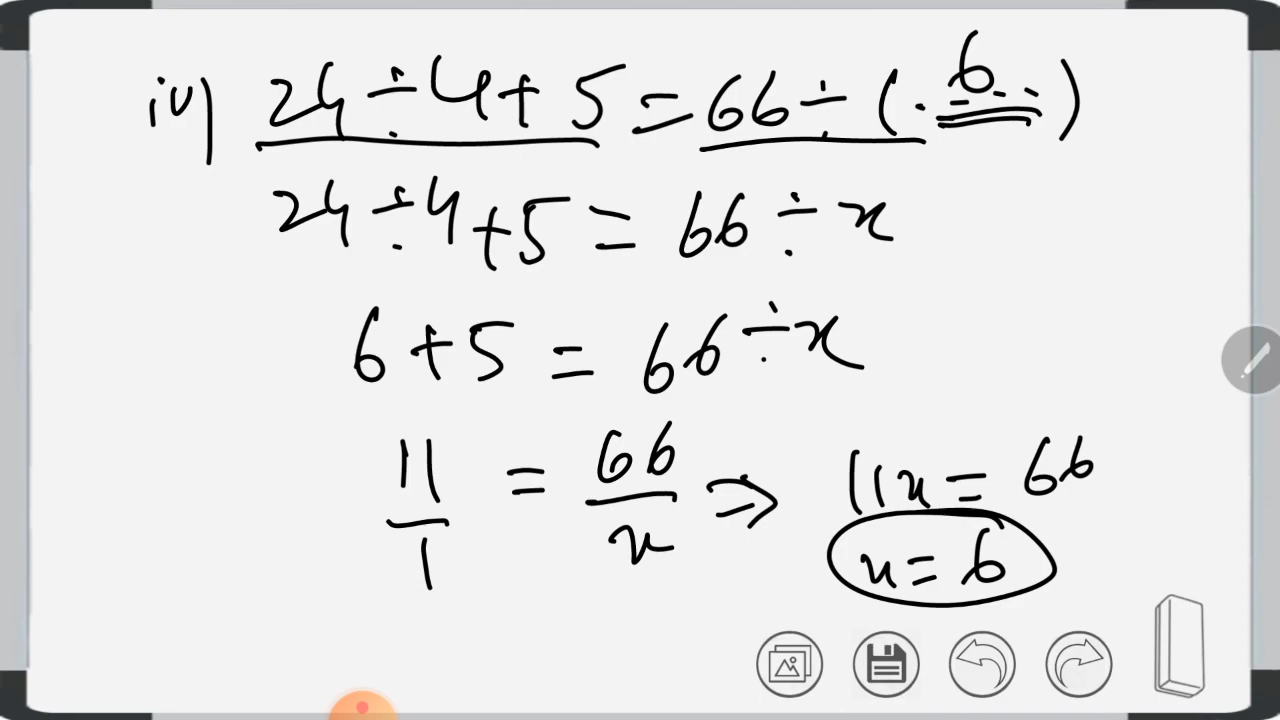 iv) 24 ÷ 4 + 5 = 66 ÷ (. 6 . .)
24 ÷ 4 + 5 = 66 ÷ x
6 + 5 = 66 ÷ x
11/1 = 66/x ⇒ 11x = 66
x = 6